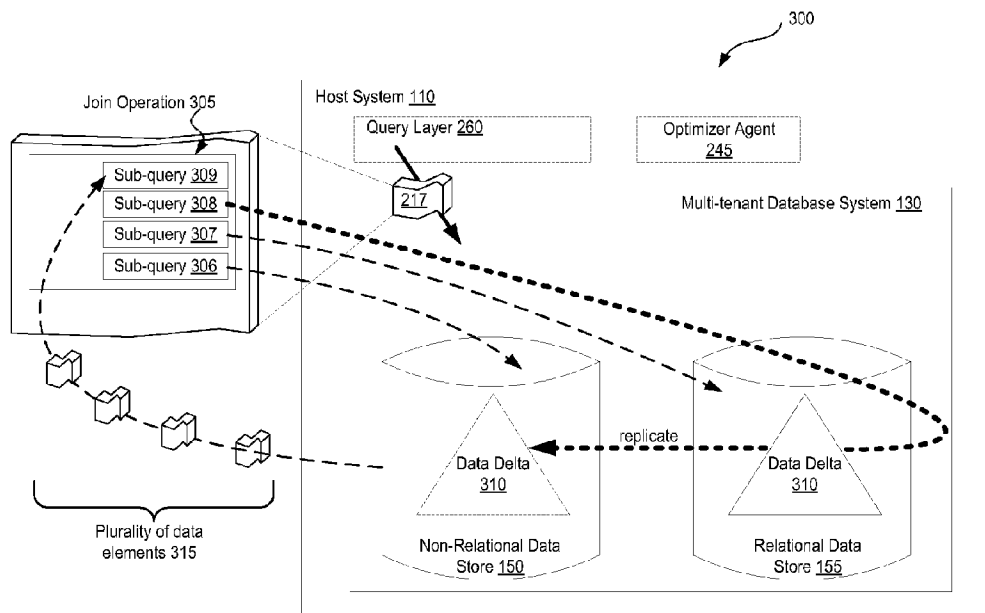 300
Join Operation 305
Host System 110
Query Layer 260
Optimizer Agent
245
Sub-query 309
217
Sub-query 308
Multi-tenant Database System 130
Sub-query 307
Sub-query 306
replicate
Data Delta
310
Data Delta
310
Plurality of data
elements 315
Non-Relational Data
Store 150
Relational Data
Store 155